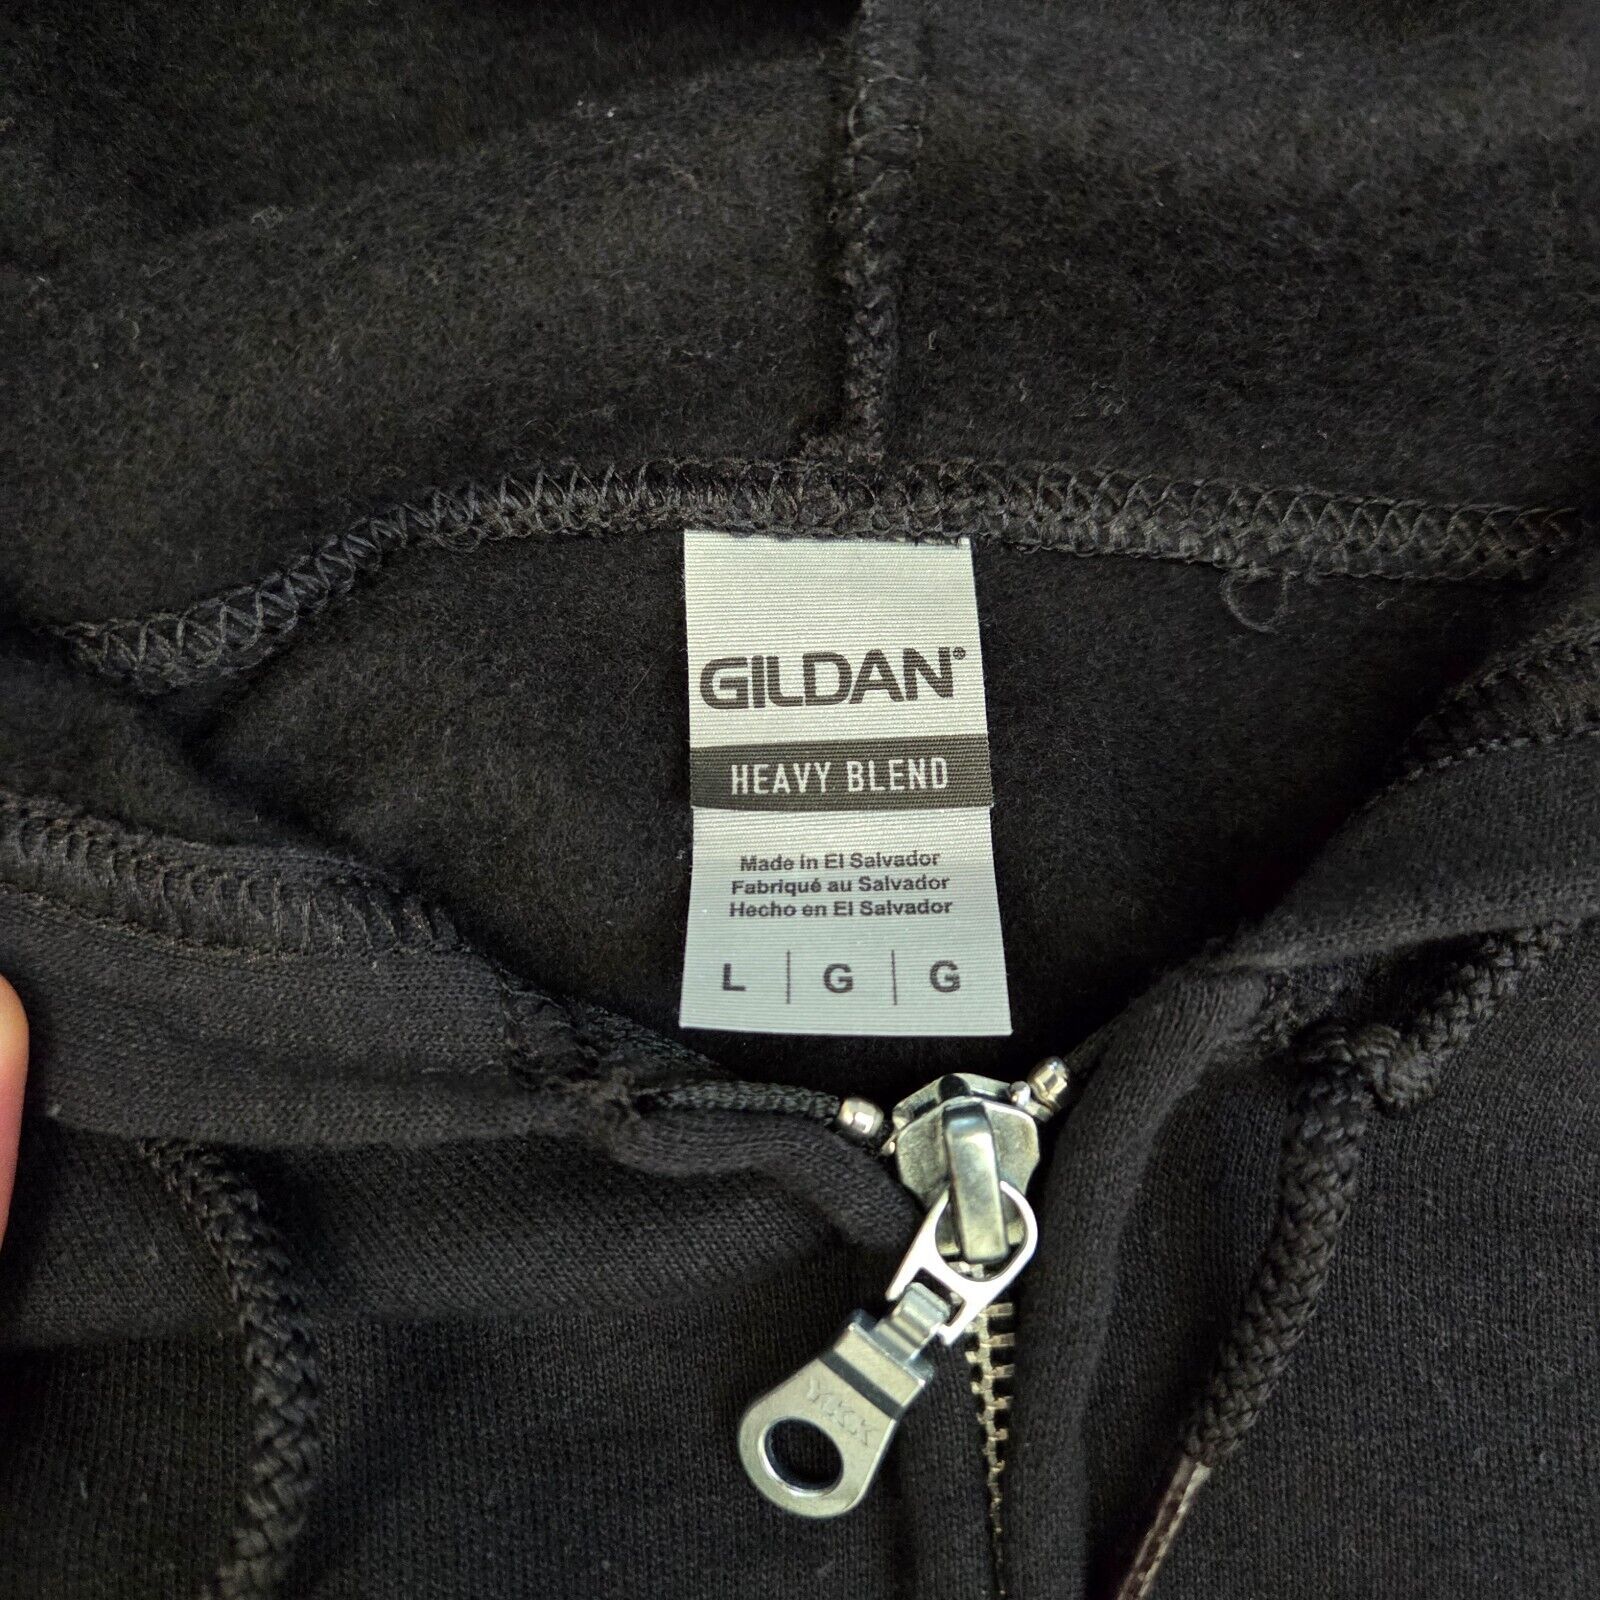 GILDAN®
HEAVY BLEND
Made in El Salvador
Fabriqué au Salvador
Hecho en El Salvador
L | G | G